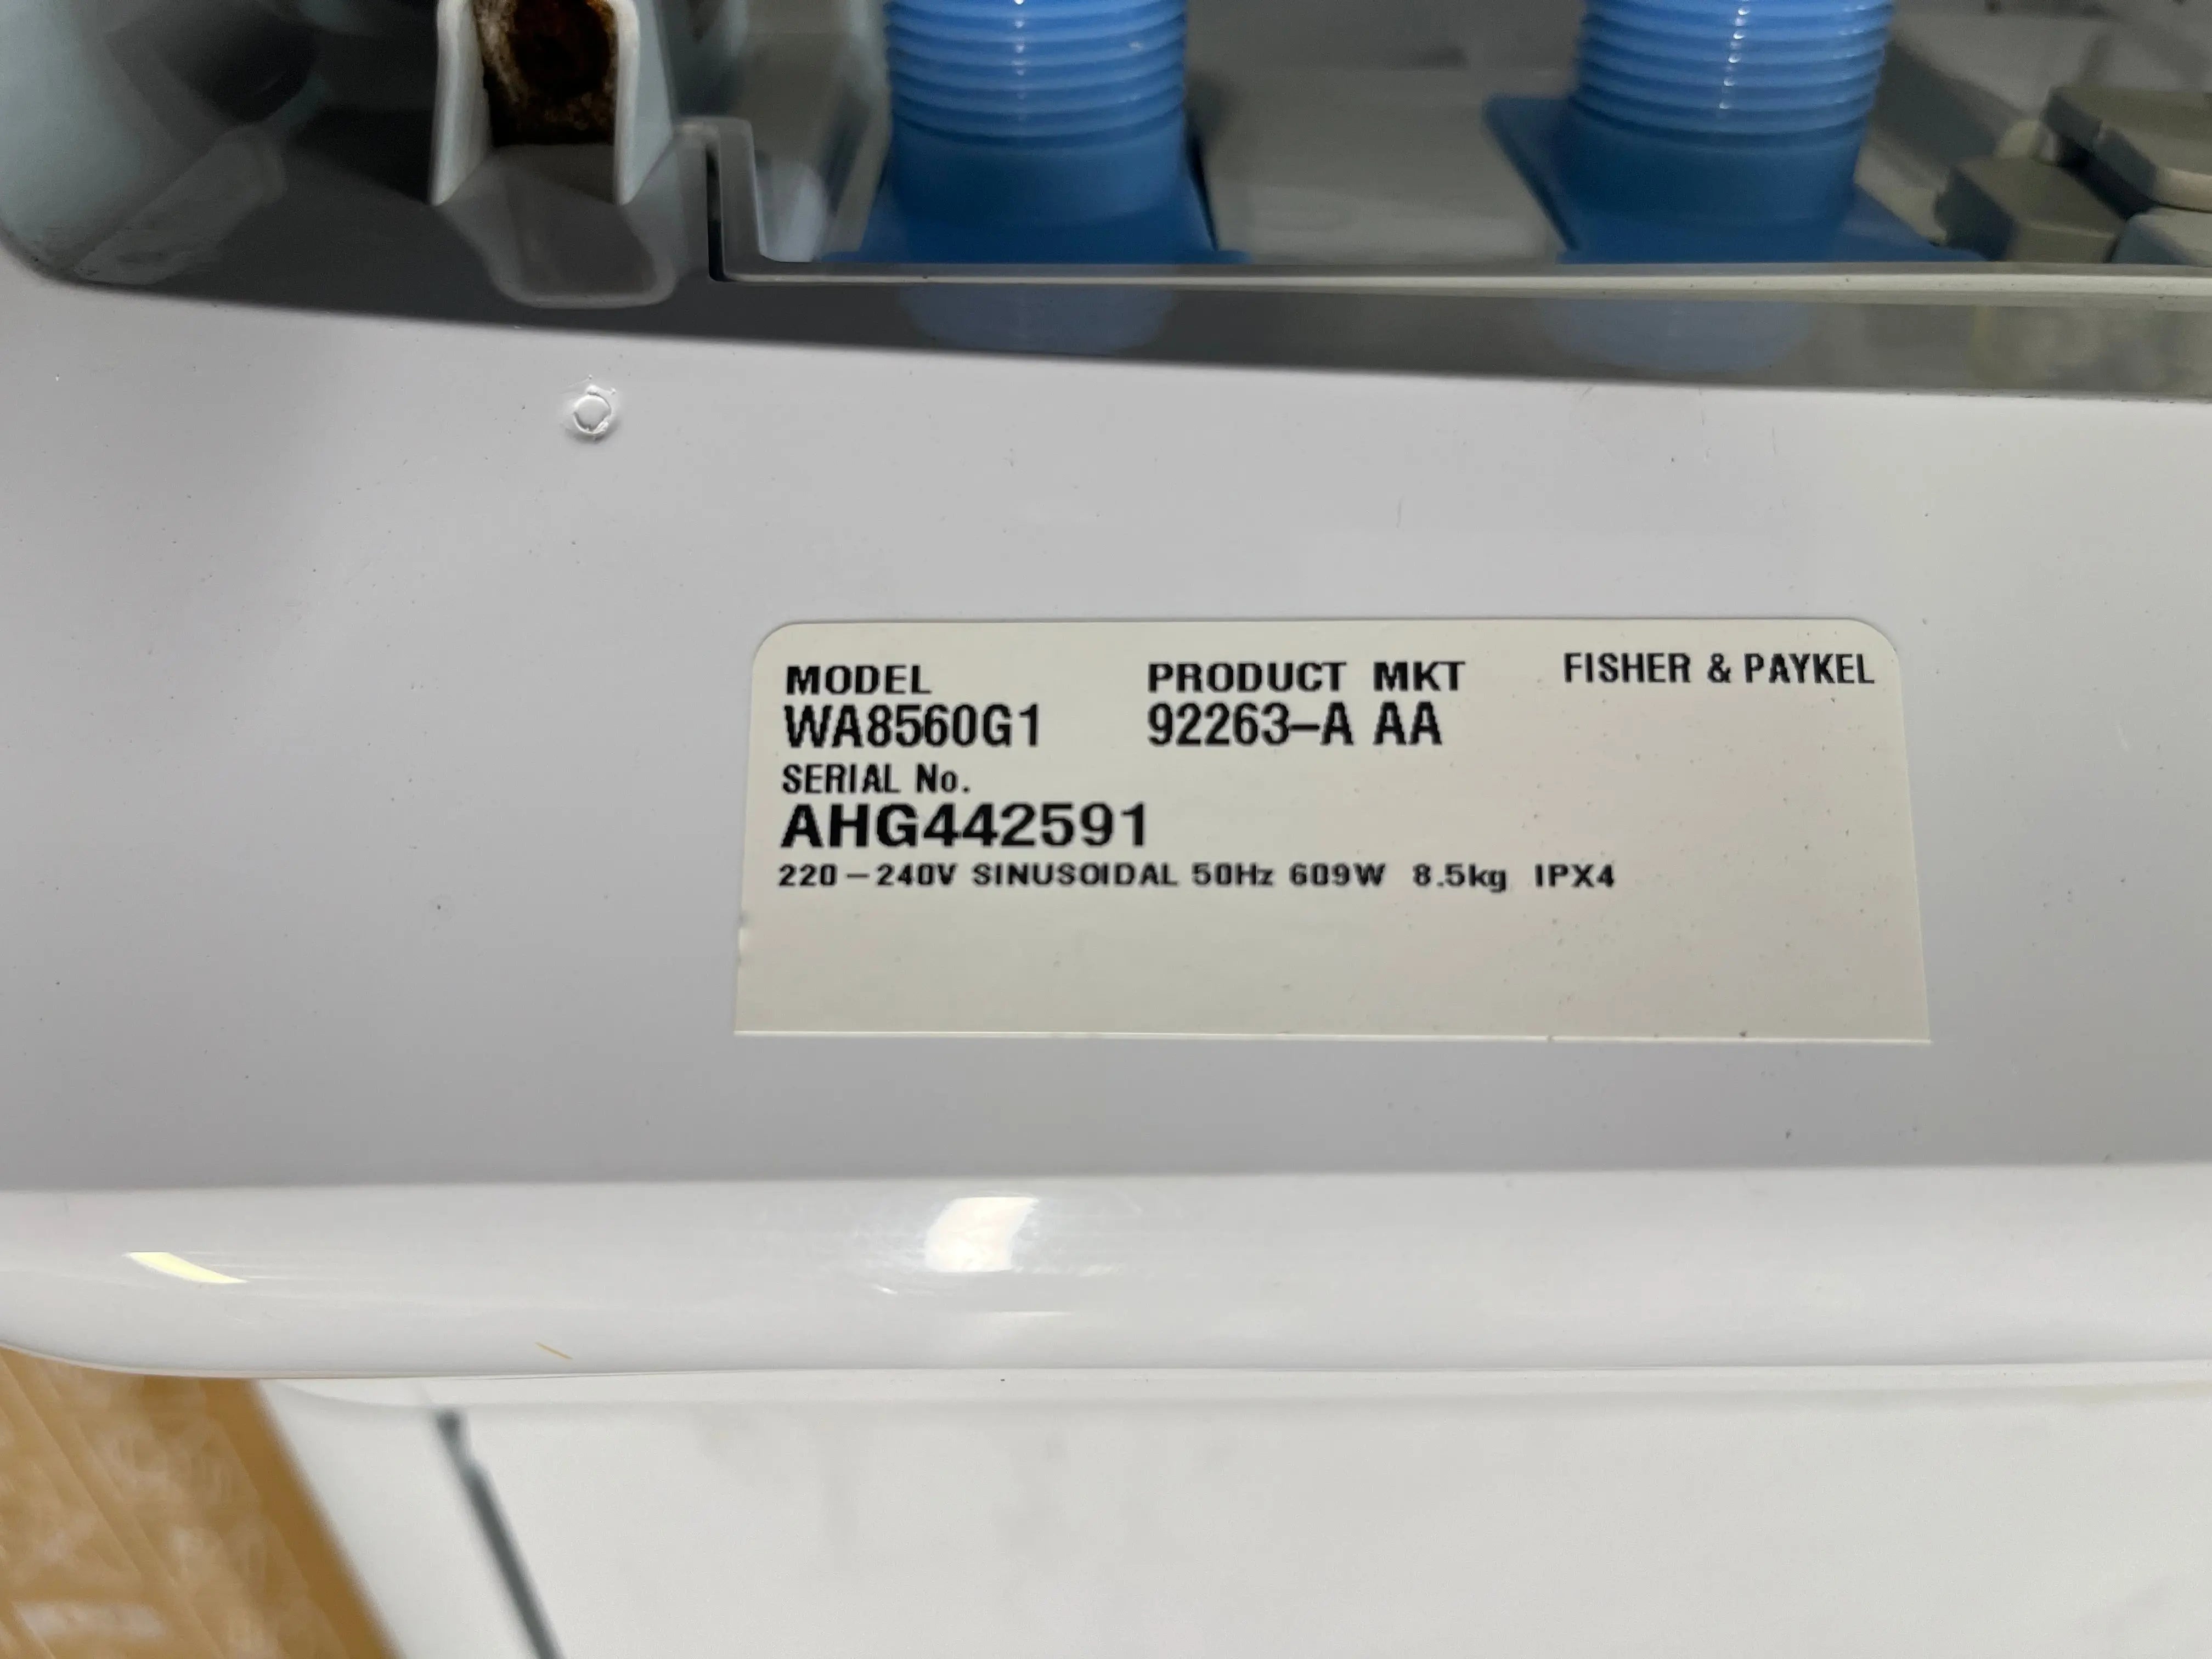 MODEL PRODUCT MKT FISHER & PAYKEL
WA8560G1 92263-A AA
SERIAL No.
AHG442591
220-240V SINUSOIDAL 50Hz 609W 8.5kg IPX4